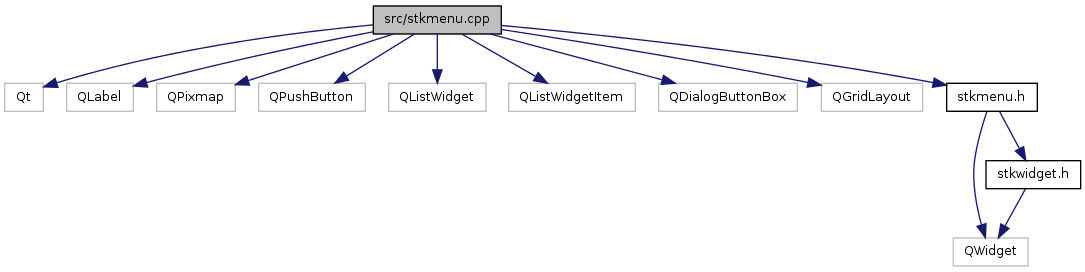 src/stkmenu.cpp
Qt
QLabel
QPixmap
QPushButton
QListWidget
QListWidgetItem
QDialogButtonBox
QGridLayout
stkmenu.h
stkwidget.h
QWidget